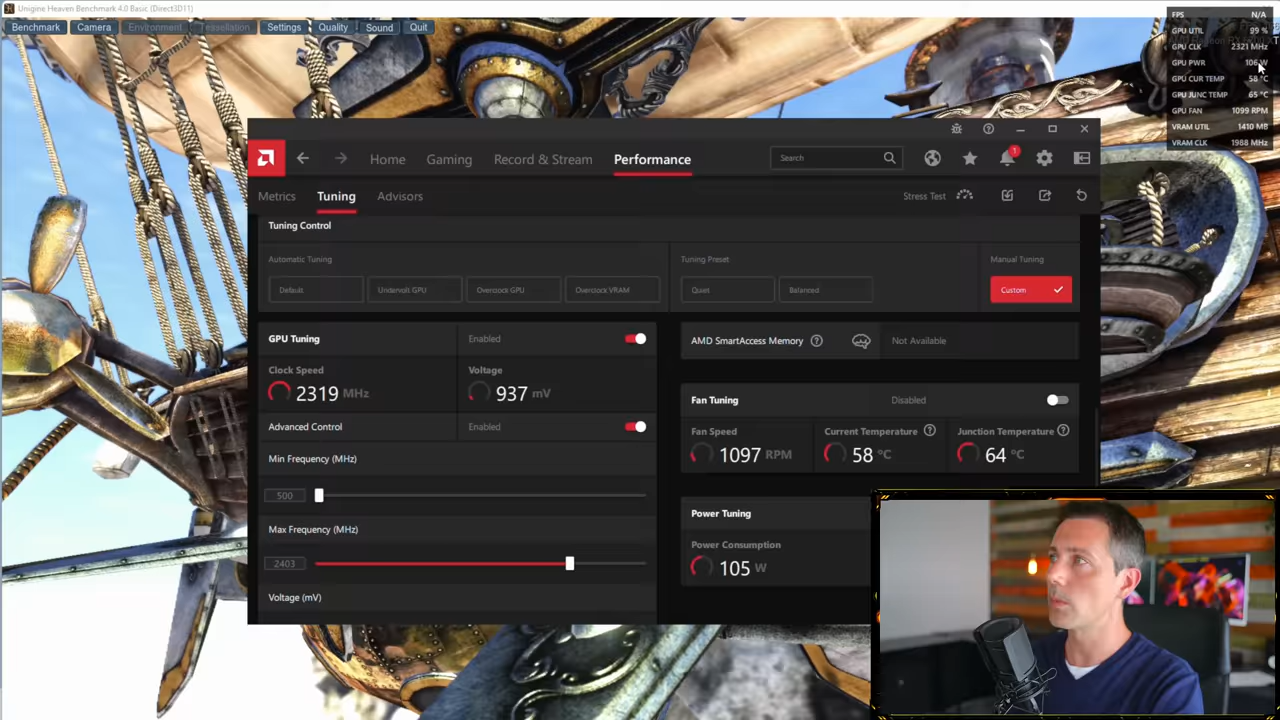 Unigine Heaven Benchmark 4.0 Basic (Direct3D11)
Benchmark Camera Environment Tessellation Settings Quality Sound Quit
FPS N/A
GPU UTIL 99 %
GPU CLK 2321 MHz
GPU PWR 106 W
GPU CUR TEMP 58 °C
GPU JUNC TEMP 65 °C
GPU FAN 1099 RPM
VRAM UTIL 1410 MB
VRAM CLK 1988 MHz
Home Gaming Record & Stream Performance Search 1
Metrics Tuning Advisors Stress Test
Tuning Control
Automatic Tuning Tuning Preset Manual Tuning
Default Undervolt GPU Overclock GPU Overclock VRAM Quiet Balanced Custom
GPU Tuning Enabled
AMD SmartAccess Memory ? Not Available
Clock Speed Voltage
2319 MHz 937 mV
Advanced Control Enabled
Min Frequency (MHz)
500
Max Frequency (MHz)
2403
Voltage (mV)
Fan Tuning Disabled
Fan Speed Current Temperature ? Junction Temperature ?
1097 RPM 58 °C 64 °C
Power Tuning
Power Consumption
105 W